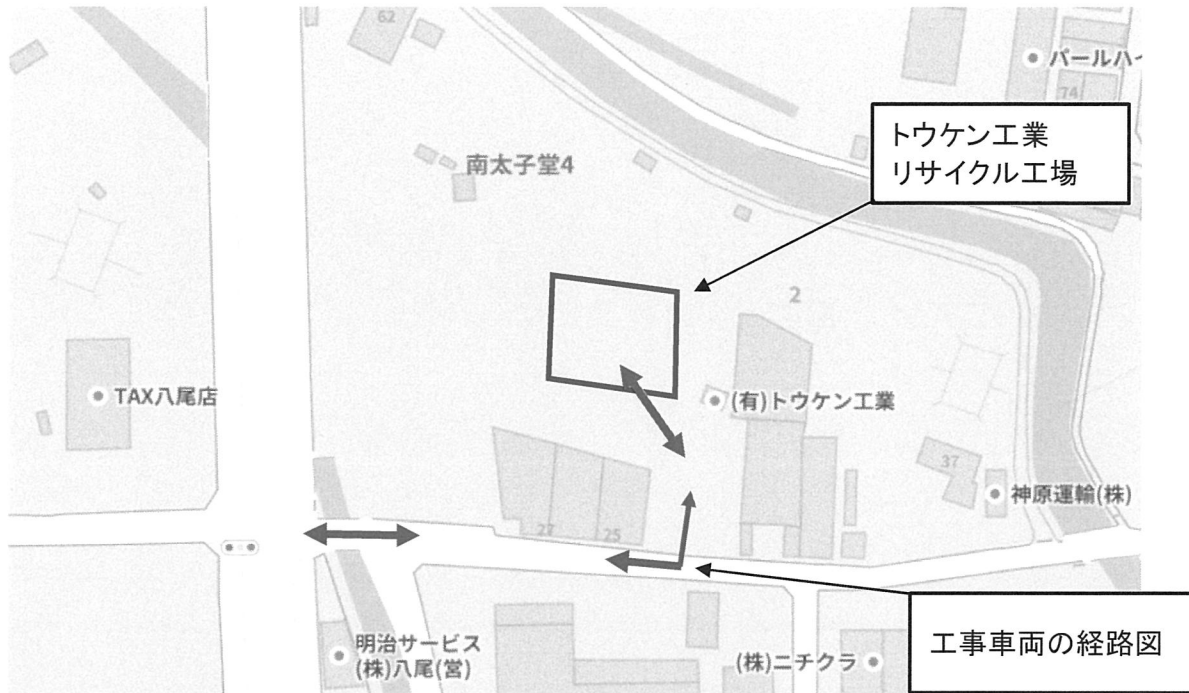 62
パールハイ
74
トウケン工業
リサイクル工場
南太子堂4
2
TAX八尾店
(有)トウケン工業
37
神原運輸(株)
27
25
工事車両の経路図
明治サービス
(株)八尾(営)
(株)ニチクラ